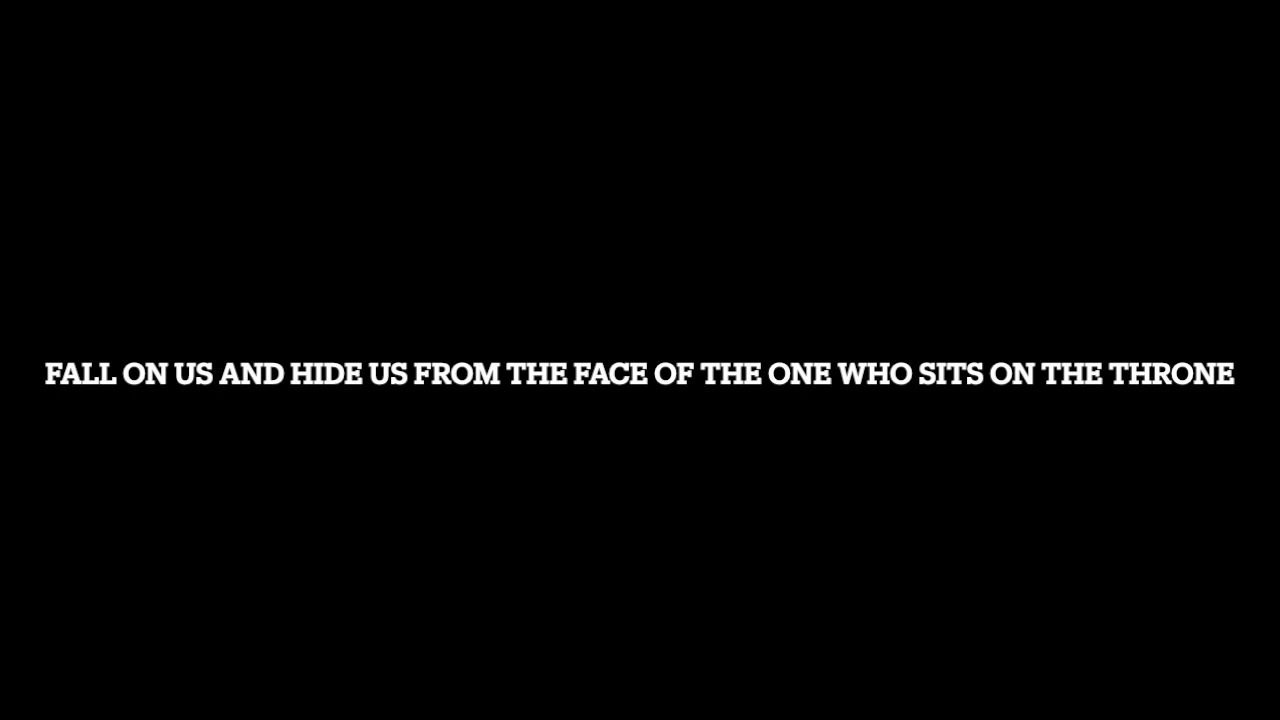 FALL ON US AND HIDE US FROM THE FACE OF THE ONE WHO SITS ON THE THRONE